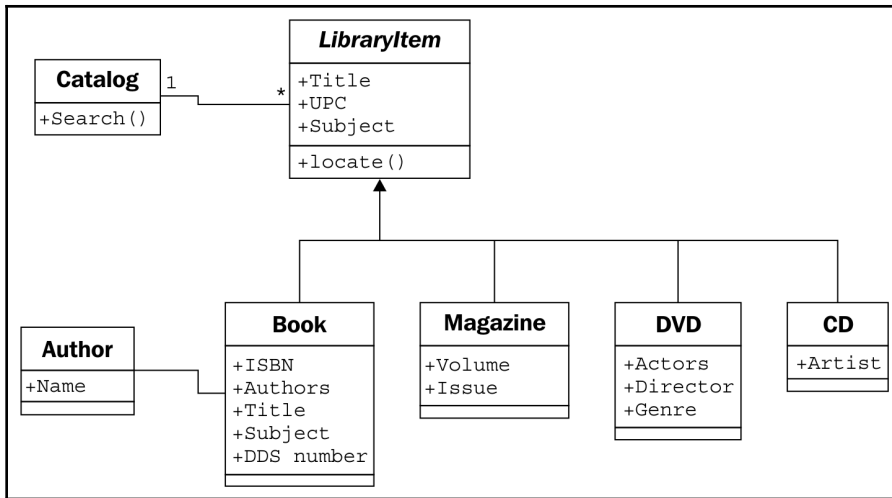 LibraryItem
+Title
+UPC
+Subject
+locate()
Catalog
+Search()
1
*
Author
+Name
Book
+ISBN
+Authors
+Title
+Subject
+DDS number
Magazine
+Volume
+Issue
DVD
+Actors
+Director
+Genre
CD
+Artist